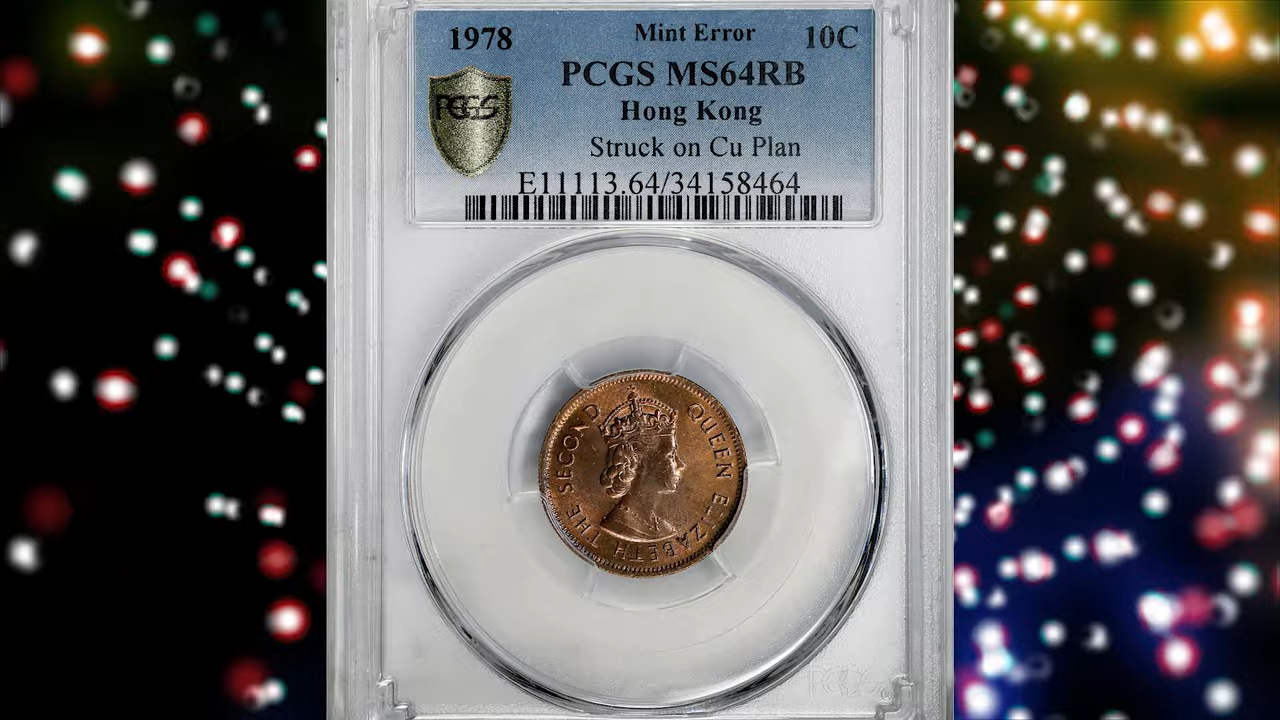 1978 Mint Error 10C
PCGS MS64RB
Hong Kong
Struck on Cu Plan
E11113.64/34158464
PCGS
QUEEN ELIZABETH THE SECOND
PCGS